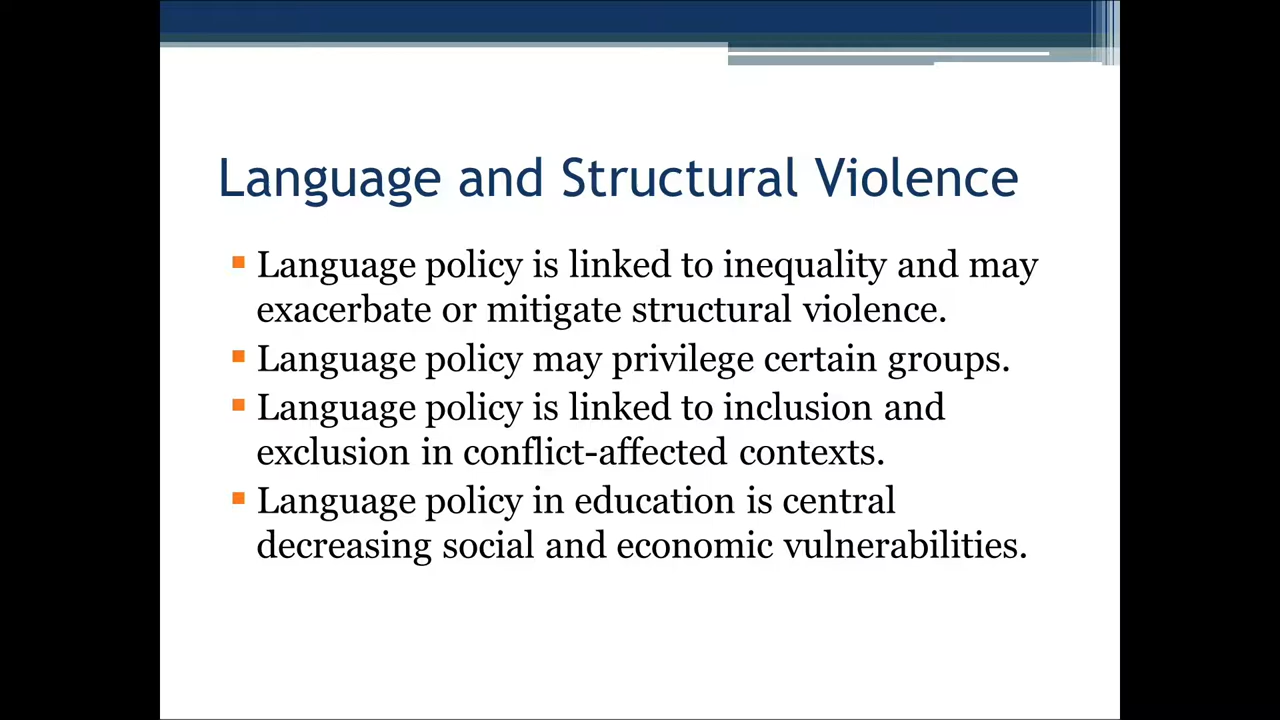 Language and Structural Violence
Language policy is linked to inequality and may
exacerbate or mitigate structural violence.
Language policy may privilege certain groups.
Language policy is linked to inclusion and
exclusion in conflict-affected contexts.
Language policy in education is central
decreasing social and economic vulnerabilities.